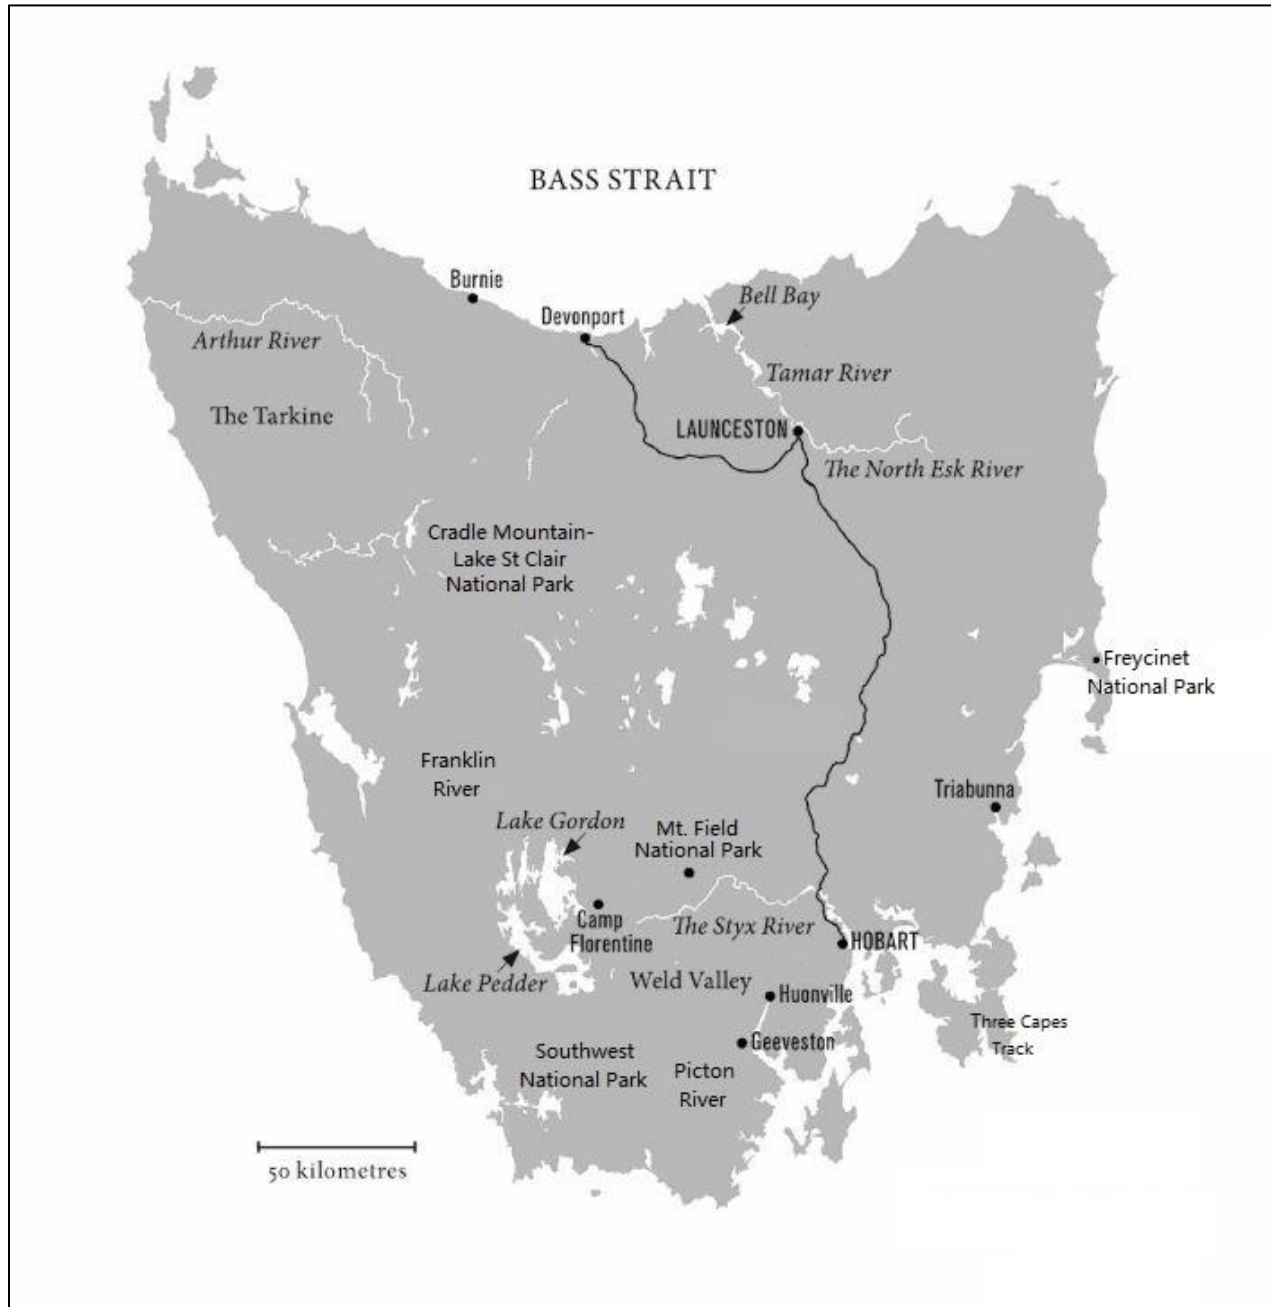 BASS STRAIT
Burnie
Bell Bay
Devonport
Arthur River
Tamar River
The Tarkine
LAUNCESTON
The North Esk River
Cradle Mountain-
Lake St Clair
National Park
Freycinet
National Park
Franklin
River
Triabunna
Lake Gordon
Mt. Field
National Park
Camp
Florentine
The Styx River
HOBART
Lake Pedder
Weld Valley
Huonville
Three Capes
Track
Geeveston
Southwest
National Park
Picton
River
50 kilometres